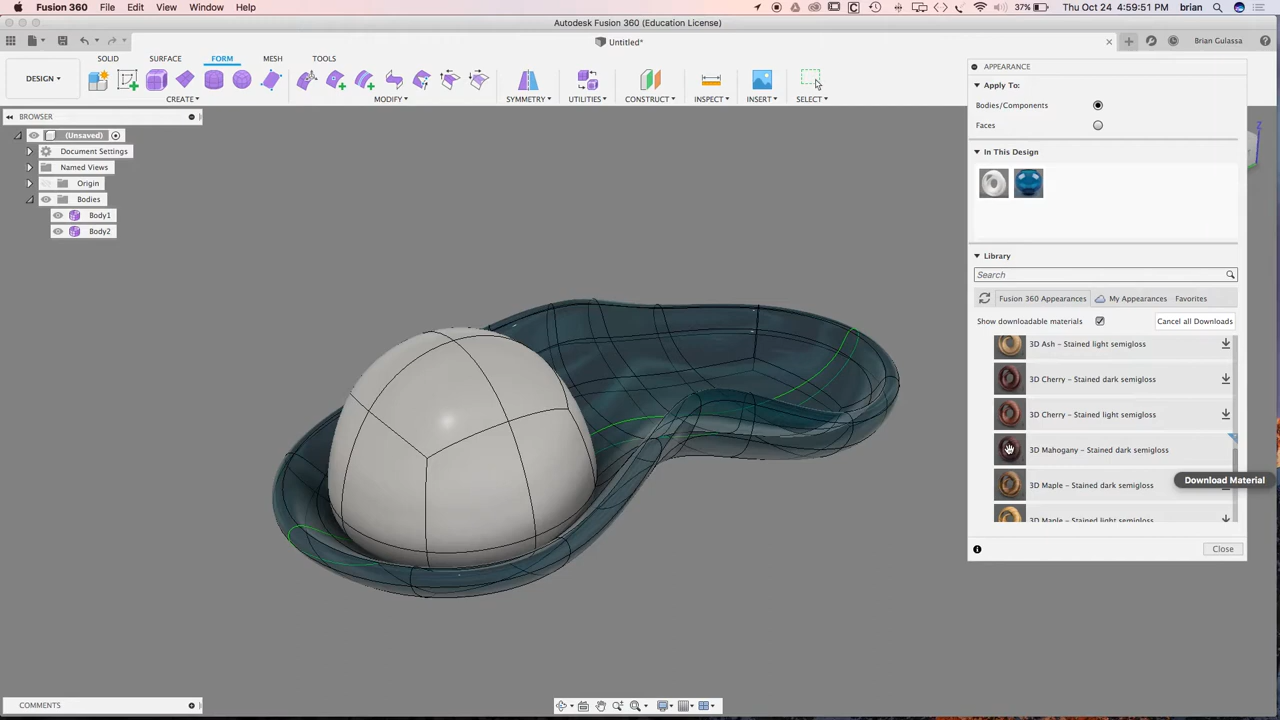 Fusion 360 File Edit View Window Help 37% Thu Oct 24 4:59:51 PM brian
Autodesk Fusion 360 (Education License)
Untitled* Brian Gulassa
SOLID SURFACE FORM MESH TOOLS
DESIGN
CREATE MODIFY SYMMETRY UTILITIES CONSTRUCT INSPECT INSERT SELECT
BROWSER
(Unsaved)
Document Settings
Named Views
Origin
Bodies
Body1
Body2
APPEARANCE
Apply To:
Bodies/Components
Faces
In This Design
Library
Search
Fusion 360 Appearances My Appearances Favorites
Show downloadable materials Cancel all Downloads
3D Ash - Stained light semigloss
3D Cherry - Stained dark semigloss
3D Cherry - Stained light semigloss
3D Mahogany - Stained dark semigloss
Download Material
3D Maple - Stained dark semigloss
3D Maple - Stained light semigloss
Close
Z
COMMENTS